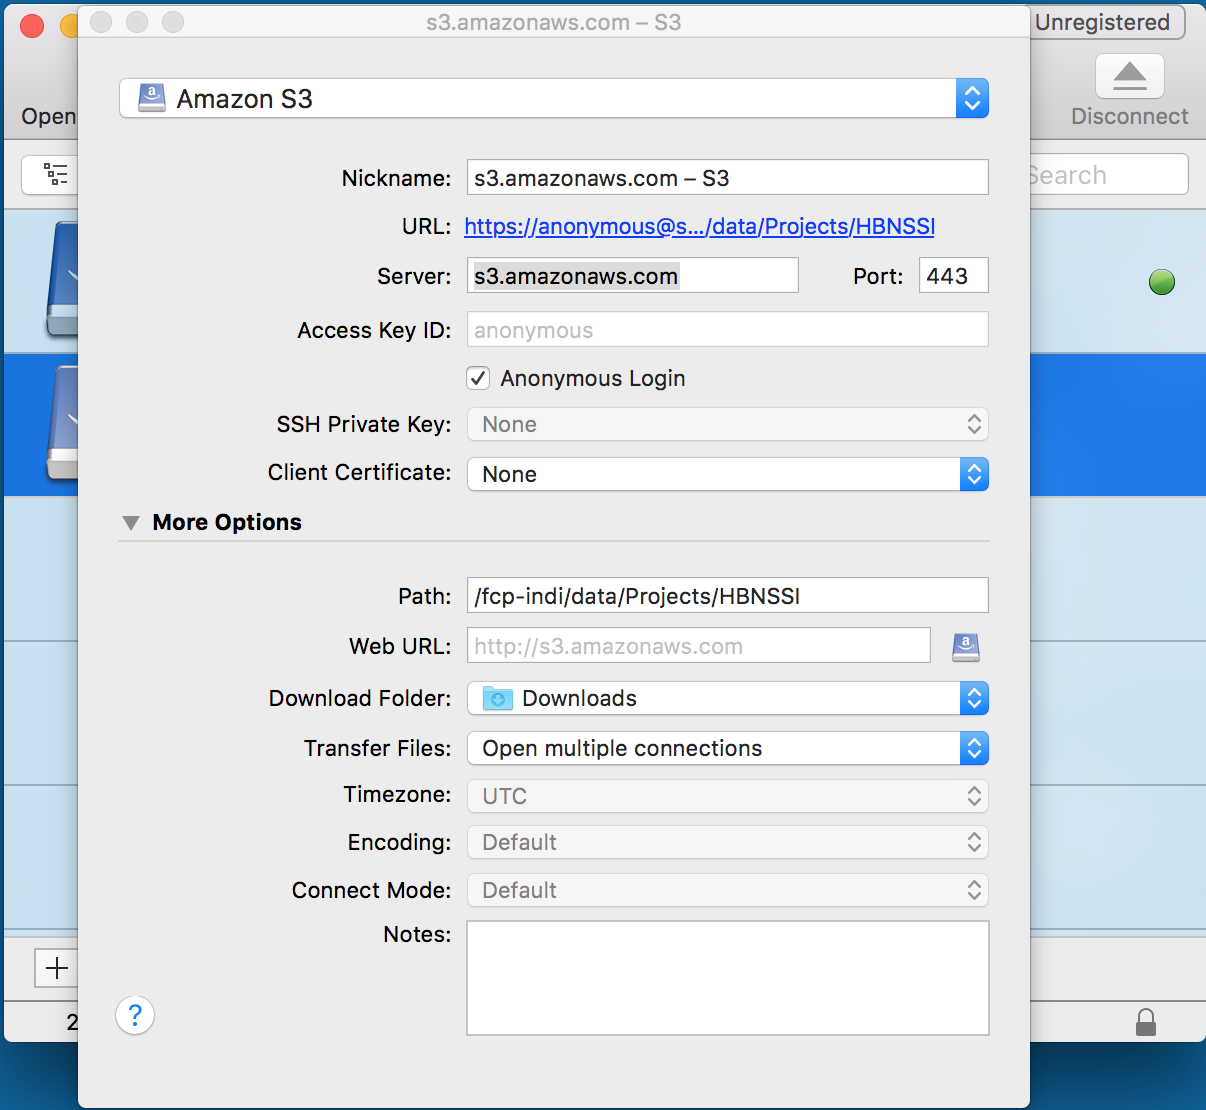 s3.amazonaws.com – S3
Unregistered
Amazon S3
Open
Disconnect
Nickname: s3.amazonaws.com – S3
Search
URL: https://anonymous@s.../data/Projects/HBNSSI
Server: s3.amazonaws.com Port: 443
Access Key ID: anonymous
Anonymous Login
SSH Private Key: None
Client Certificate: None
More Options
Path: /fcp-indi/data/Projects/HBNSSI
Web URL: http://s3.amazonaws.com
Download Folder: Downloads
Transfer Files: Open multiple connections
Timezone: UTC
Encoding: Default
Connect Mode: Default
Notes:
?
2